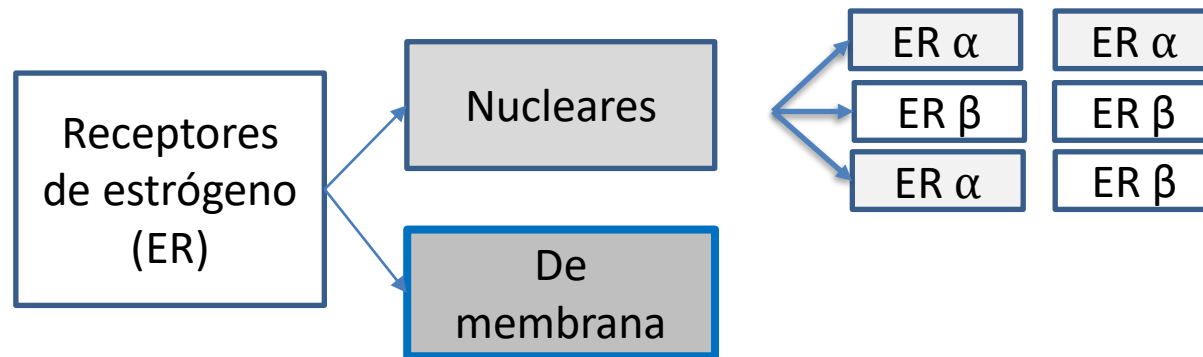 Receptores
de estrógeno
(ER)
Nucleares
De
membrana
ER α ER α
ER β ER β
ER α ER β